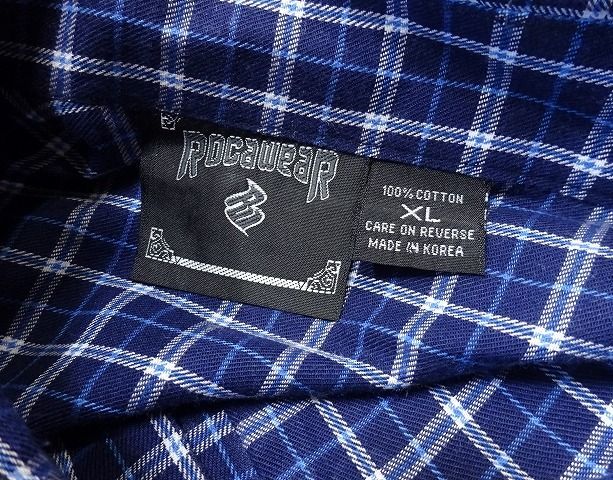 Rocawear
100% COTTON
XL
CARE ON REVERSE
MADE IN KOREA